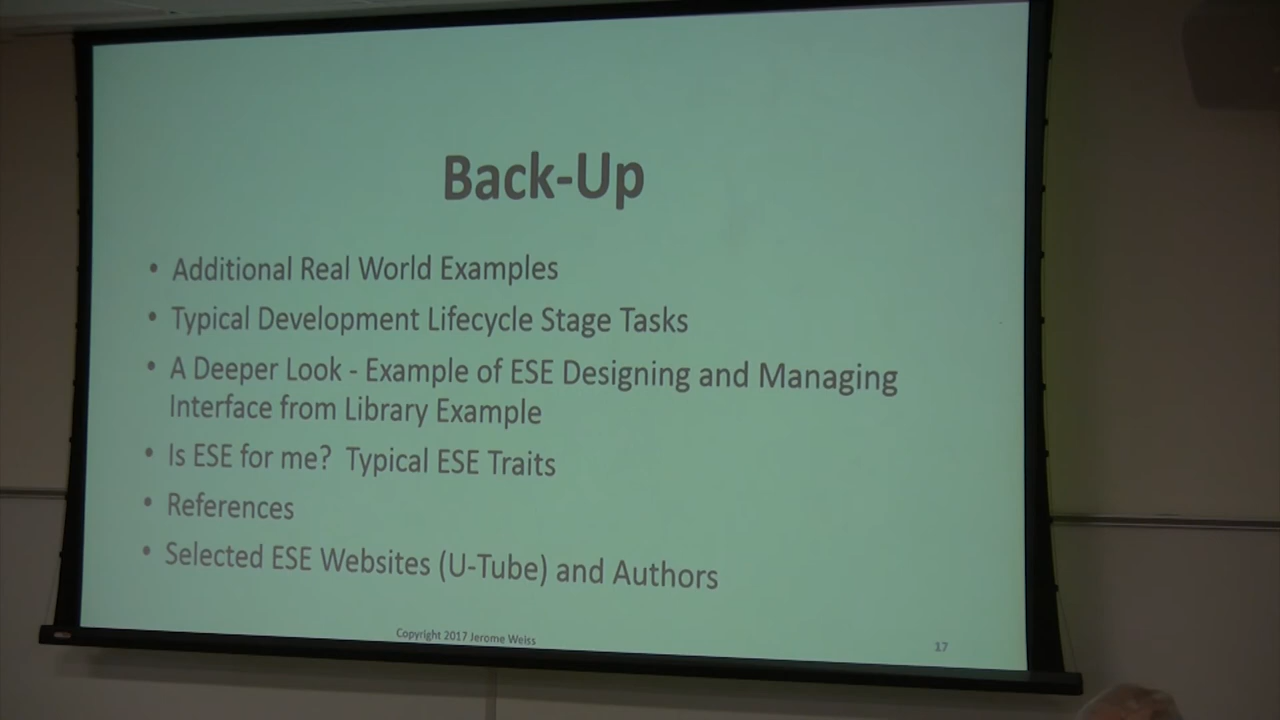 Back-Up
• Additional Real World Examples
• Typical Development Lifecycle Stage Tasks
• A Deeper Look - Example of ESE Designing and Managing
Interface from Library Example
• Is ESE for me? Typical ESE Traits
• References
• Selected ESE Websites (U-Tube) and Authors
Copyright 2017 Jerome Weiss
17